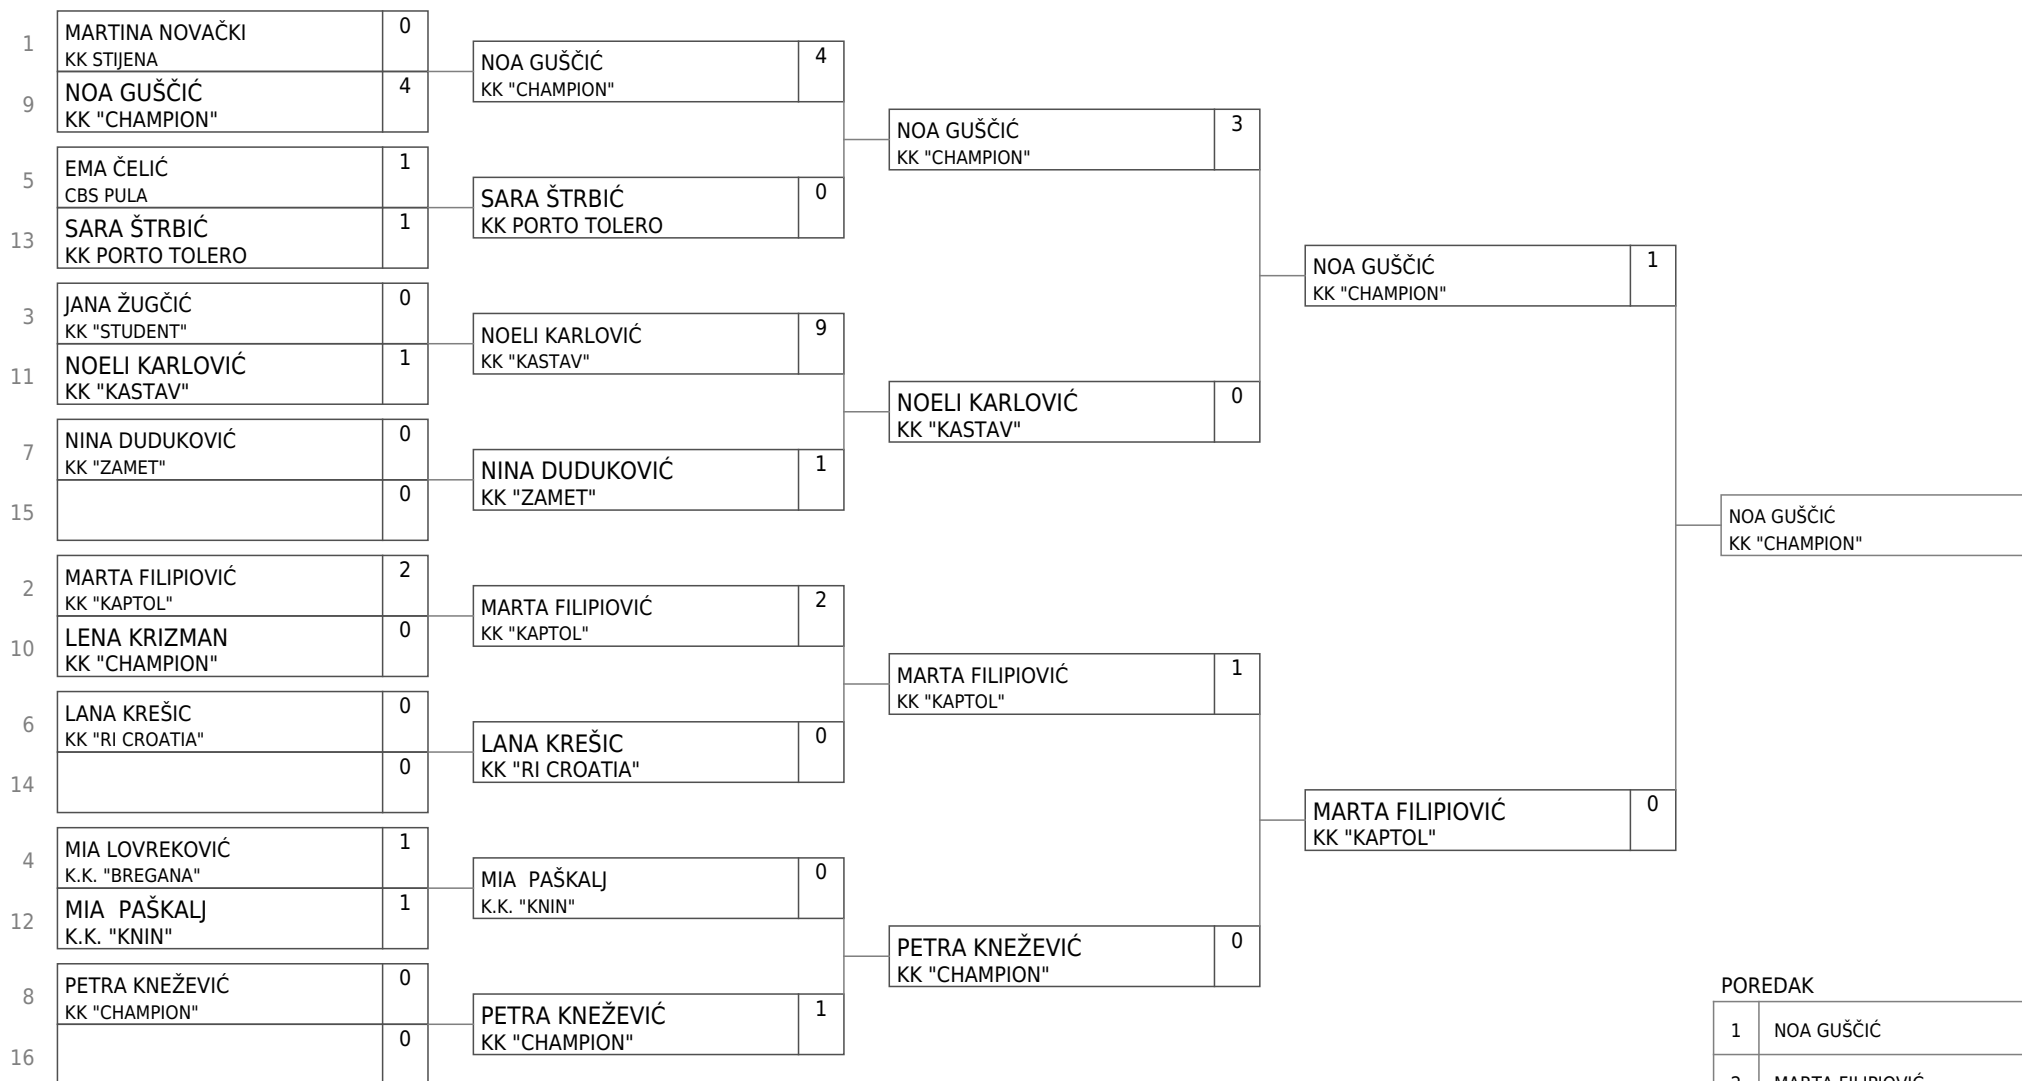 1
MARTINA NOVAČKI
KK STIJENA
0
9
NOA GUŠČIĆ
KK "CHAMPION"
4
5
EMA ČELIĆ
CBS PULA
1
13
SARA ŠTRBIĆ
KK PORTO TOLERO
1
3
JANA ŽUGČIĆ
KK "STUDENT"
0
11
NOELI KARLOVIĆ
KK "KASTAV"
1
7
NINA DUDUKOVIĆ
KK "ZAMET"
0
15
0
2
MARTA FILIPIOVIĆ
KK "KAPTOL"
2
10
LENA KRIZMAN
KK "CHAMPION"
0
6
LANA KREŠIC
KK "RI CROATIA"
0
14
0
4
MIA LOVREKOVIĆ
K.K. "BREGANA"
1
12
MIA  PAŠKALJ
K.K. "KNIN"
1
8
PETRA KNEŽEVIĆ
KK "CHAMPION"
0
16
0
NOA GUŠČIĆ
KK "CHAMPION"
4
SARA ŠTRBIĆ
KK PORTO TOLERO
0
NOELI KARLOVIĆ
KK "KASTAV"
9
NINA DUDUKOVIĆ
KK "ZAMET"
1
MARTA FILIPIOVIĆ
KK "KAPTOL"
2
LANA KREŠIC
KK "RI CROATIA"
0
MIA  PAŠKALJ
K.K. "KNIN"
0
PETRA KNEŽEVIĆ
KK "CHAMPION"
1
NOA GUŠČIĆ
KK "CHAMPION"
3
NOELI KARLOVIĆ
KK "KASTAV"
0
MARTA FILIPIOVIĆ
KK "KAPTOL"
1
PETRA KNEŽEVIĆ
KK "CHAMPION"
0
NOA GUŠČIĆ
KK "CHAMPION"
1
MARTA FILIPIOVIĆ
KK "KAPTOL"
0
NOA GUŠČIĆ
KK "CHAMPION"
POREDAK
1 NOA GUŠČIĆ
2 MARTA FILIPIOVIĆ